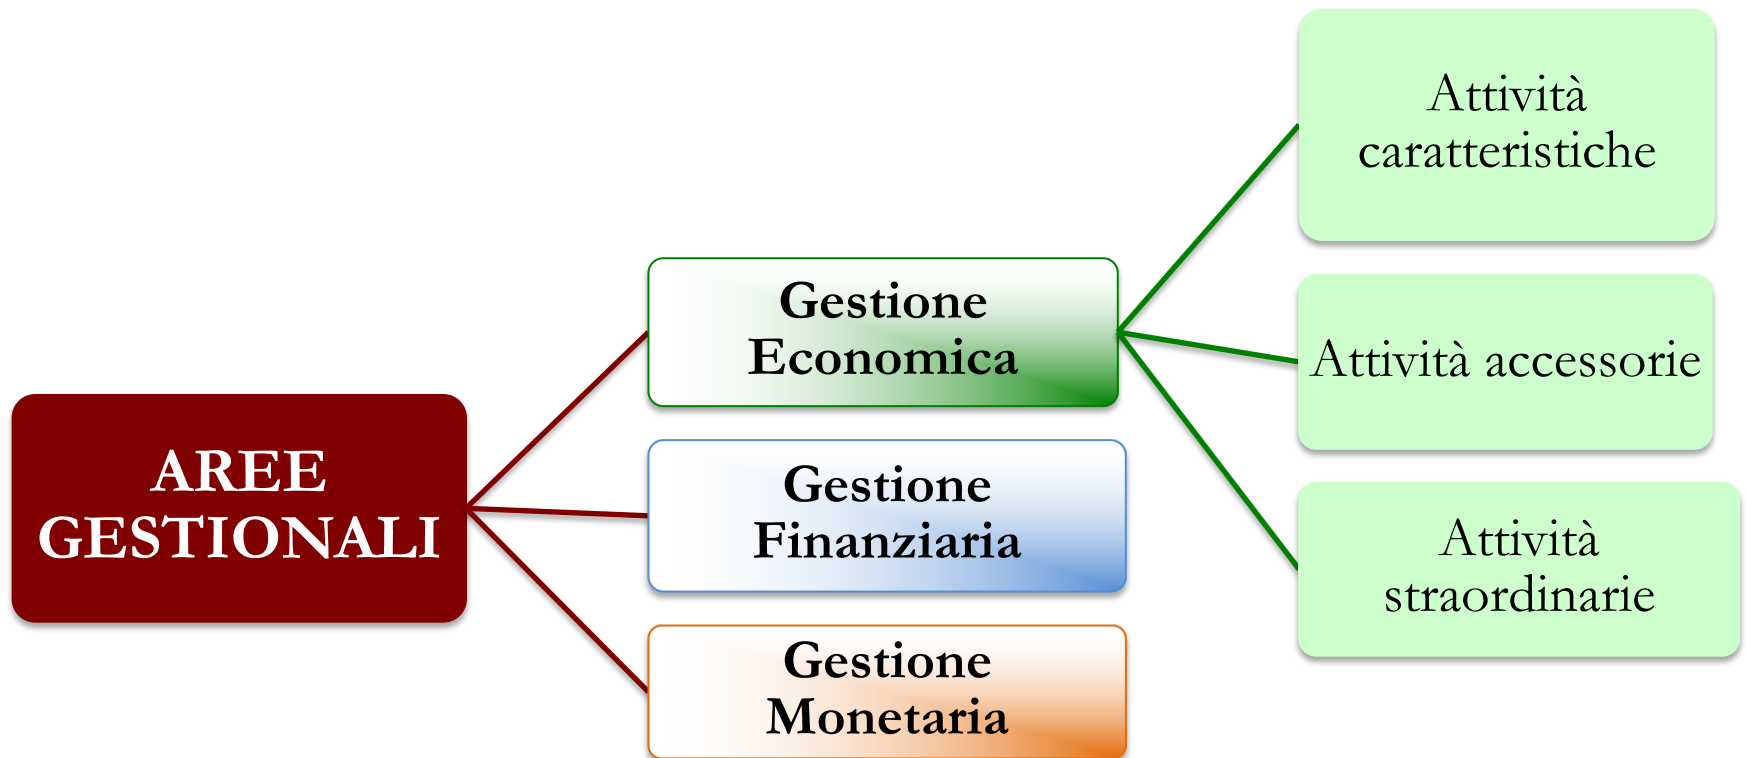 AREE
GESTIONALI
Gestione
Economica
Gestione
Finanziaria
Gestione
Monetaria
Attività
caratteristiche
Attività accessorie
Attività
straordinarie